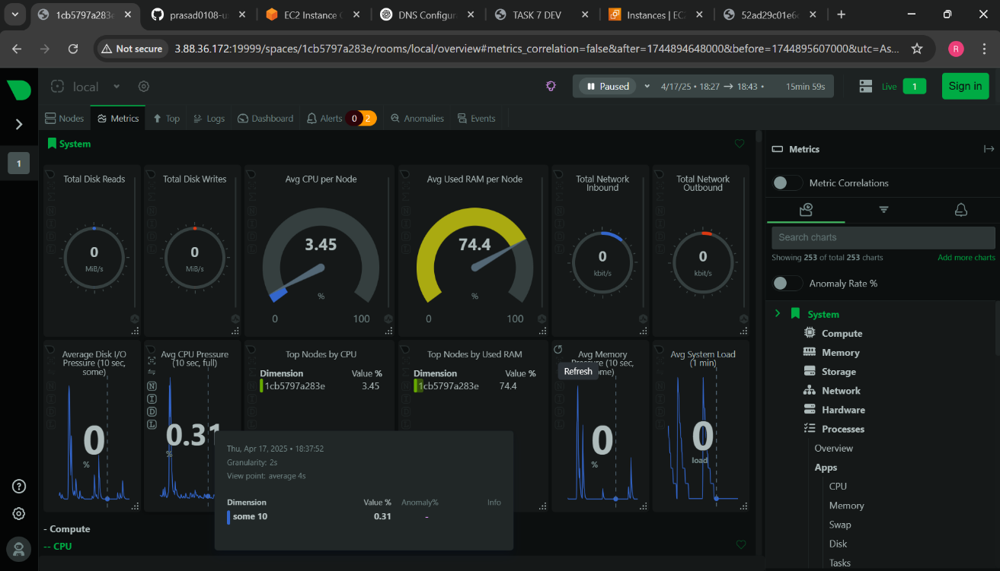 1cb5797a283e
prasad0108-u
EC2 Instance
DNS Configur
TASK 7 DEV
Instances | EC
52ad29c01e6
Not secure
3.88.36.172:19999/spaces/1cb5797a283e/rooms/local/overview#metrics_correlation=false&after=1744894648000&before=1744895607000&utc=As...
R
local
Paused
4/17/25 • 18:27 → 18:43 •
15min 59s
Live
1
Sign in
Nodes
Metrics
Top
Logs
Dashboard
Alerts
0
2
Anomalies
Events
1
System
Total Disk Reads
0
MiB/s
Total Disk Writes
0
MiB/s
Avg CPU per Node
3.45
%
0
100
Avg Used RAM per Node
74.4
%
0
100
Total Network
Inbound
0
kbit/s
Total Network
Outbound
0
kbit/s
Average Disk I/O
Pressure (10 sec,
some)
0
%
Avg CPU Pressure
(10 sec, full)
N
I
D
L
0.31
%
Top Nodes by CPU
Dimension Value %
1cb5797a283e 3.45
Top Nodes by Used RAM
Dimension Value %
1cb5797a283e 74.4
Avg Memory
Pressure (10 sec,
Refresh
0
%
Avg System Load
(1 min)
0
load
Thu, Apr 17, 2025 • 18:37:52
Granularity: 2s
View point: average 4s
Dimension Value % Anomaly% Info
some 10 0.31 -
- Compute
-- CPU
Metrics
Metric Correlations
Search charts
Showing 253 of total 253 charts
Add more charts
Anomaly Rate %
System
Compute
Memory
Storage
Network
Hardware
Processes
Overview
Apps
CPU
Memory
Swap
Disk
Tasks